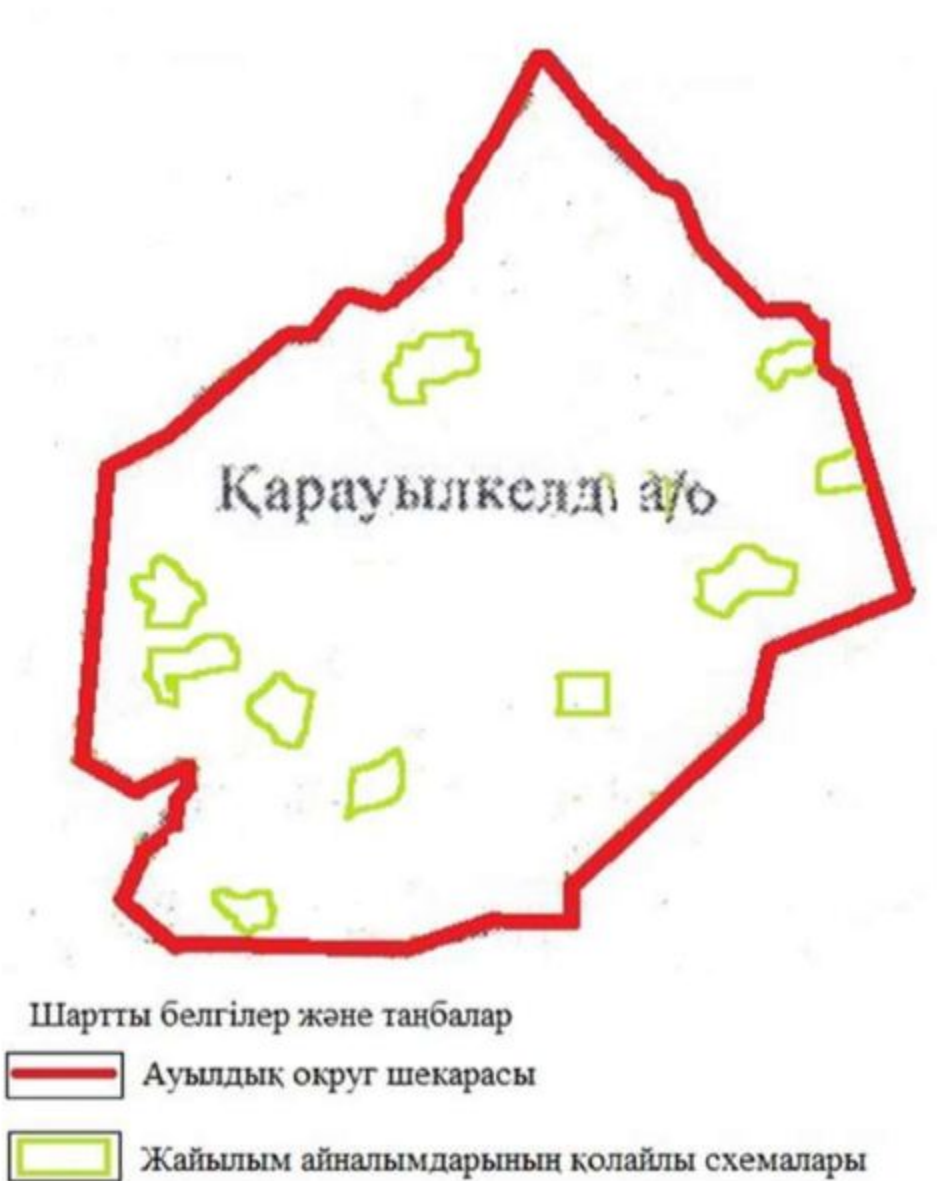 Қарауылкелді а/о
Шартты белгілер және таңбалар
Ауылдық округ шекарасы
Жайылым айналымдарының қолайлы схемалары